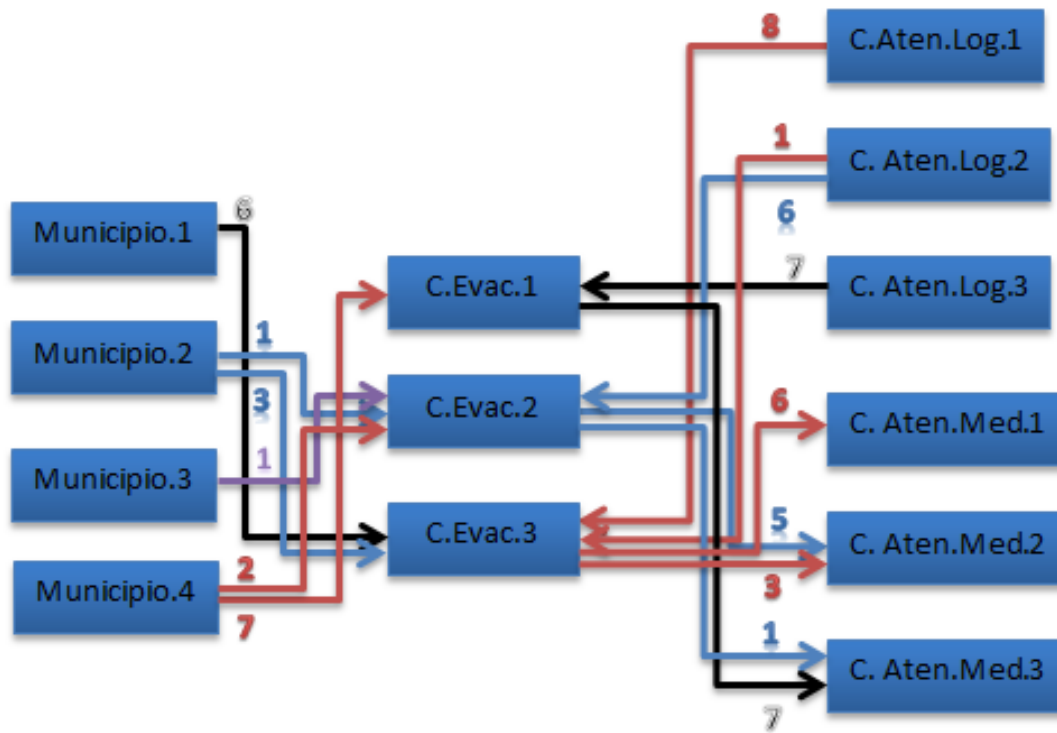 8
C.Aten.Log.1
1
C. Aten.Log.2
6
Municipio.1
6
7
C. Aten.Log.3
C.Evac.1
Municipio.2
1
3
C.Evac.2
6
C. Aten.Med.1
Municipio.3
1
C.Evac.3
5
C. Aten.Med.2
Municipio.4
2
7
3
1
C. Aten.Med.3
7